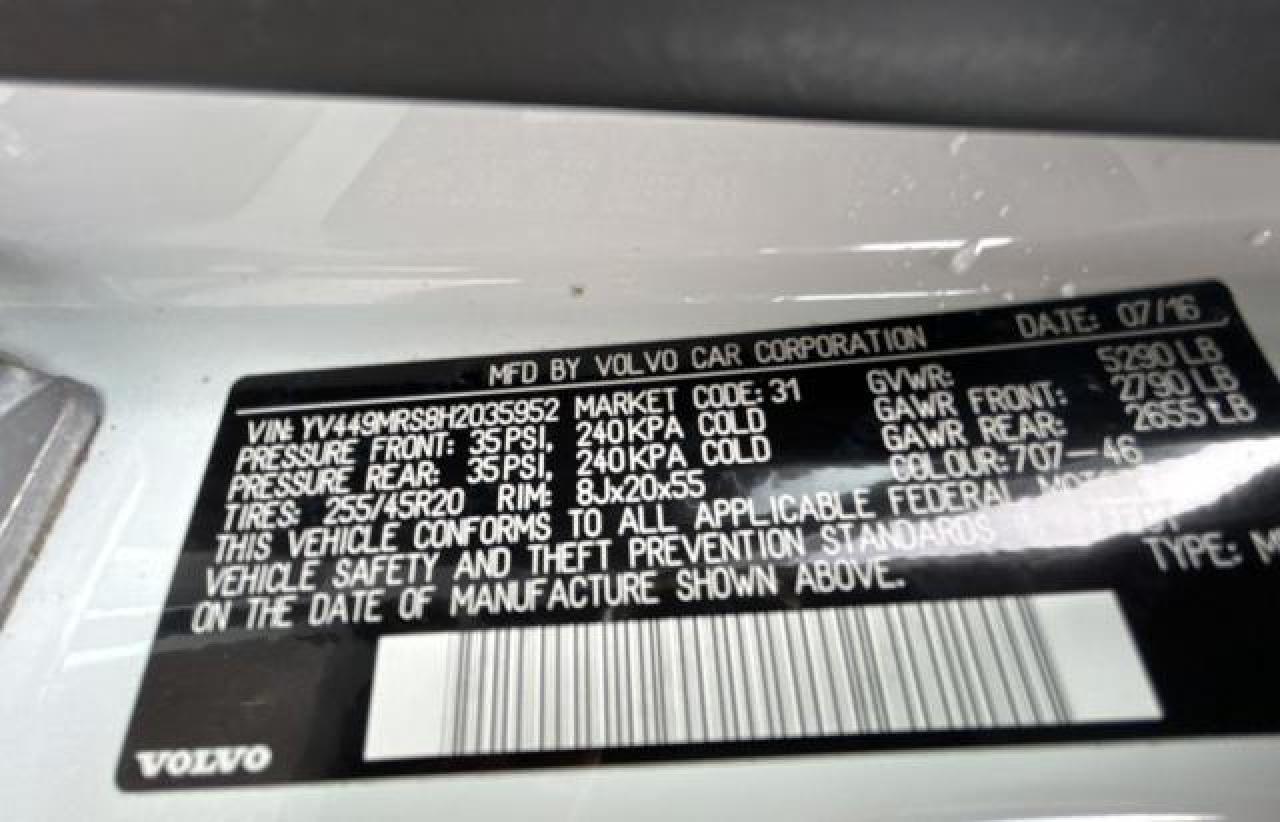 MFD BY VOLVO CAR CORPORATION DATE: 07/16
VIN: YV449MRS8H2035952 MARKET CODE: 31 GVWR: 5290 LB
PRESSURE FRONT: 35 PSI, 240 KPA COLD GAWR FRONT: 2790 LB
PRESSURE REAR: 35 PSI, 240 KPA COLD GAWR REAR: 2655 LB
TIRES: 255/45R20 RIM: 8Jx20x55 COLOUR: 707-46
THIS VEHICLE CONFORMS TO ALL APPLICABLE FEDERAL
VEHICLE SAFETY AND THEFT PREVENTION STANDARDS
ON THE DATE OF MANUFACTURE SHOWN ABOVE. TYPE:
VOLVO